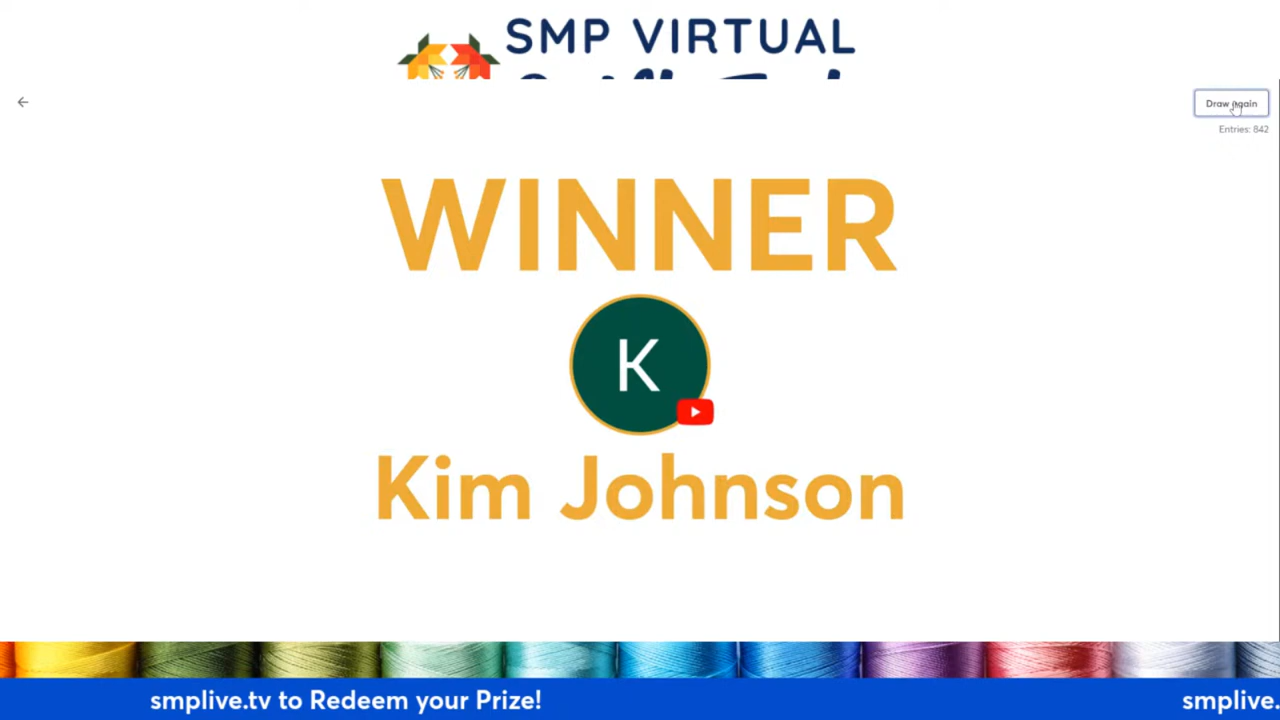 SMP VIRTUAL
Draw again
Entries: 842
WINNER
K
Kim Johnson
smplive.tv to Redeem your Prize!
smplive.